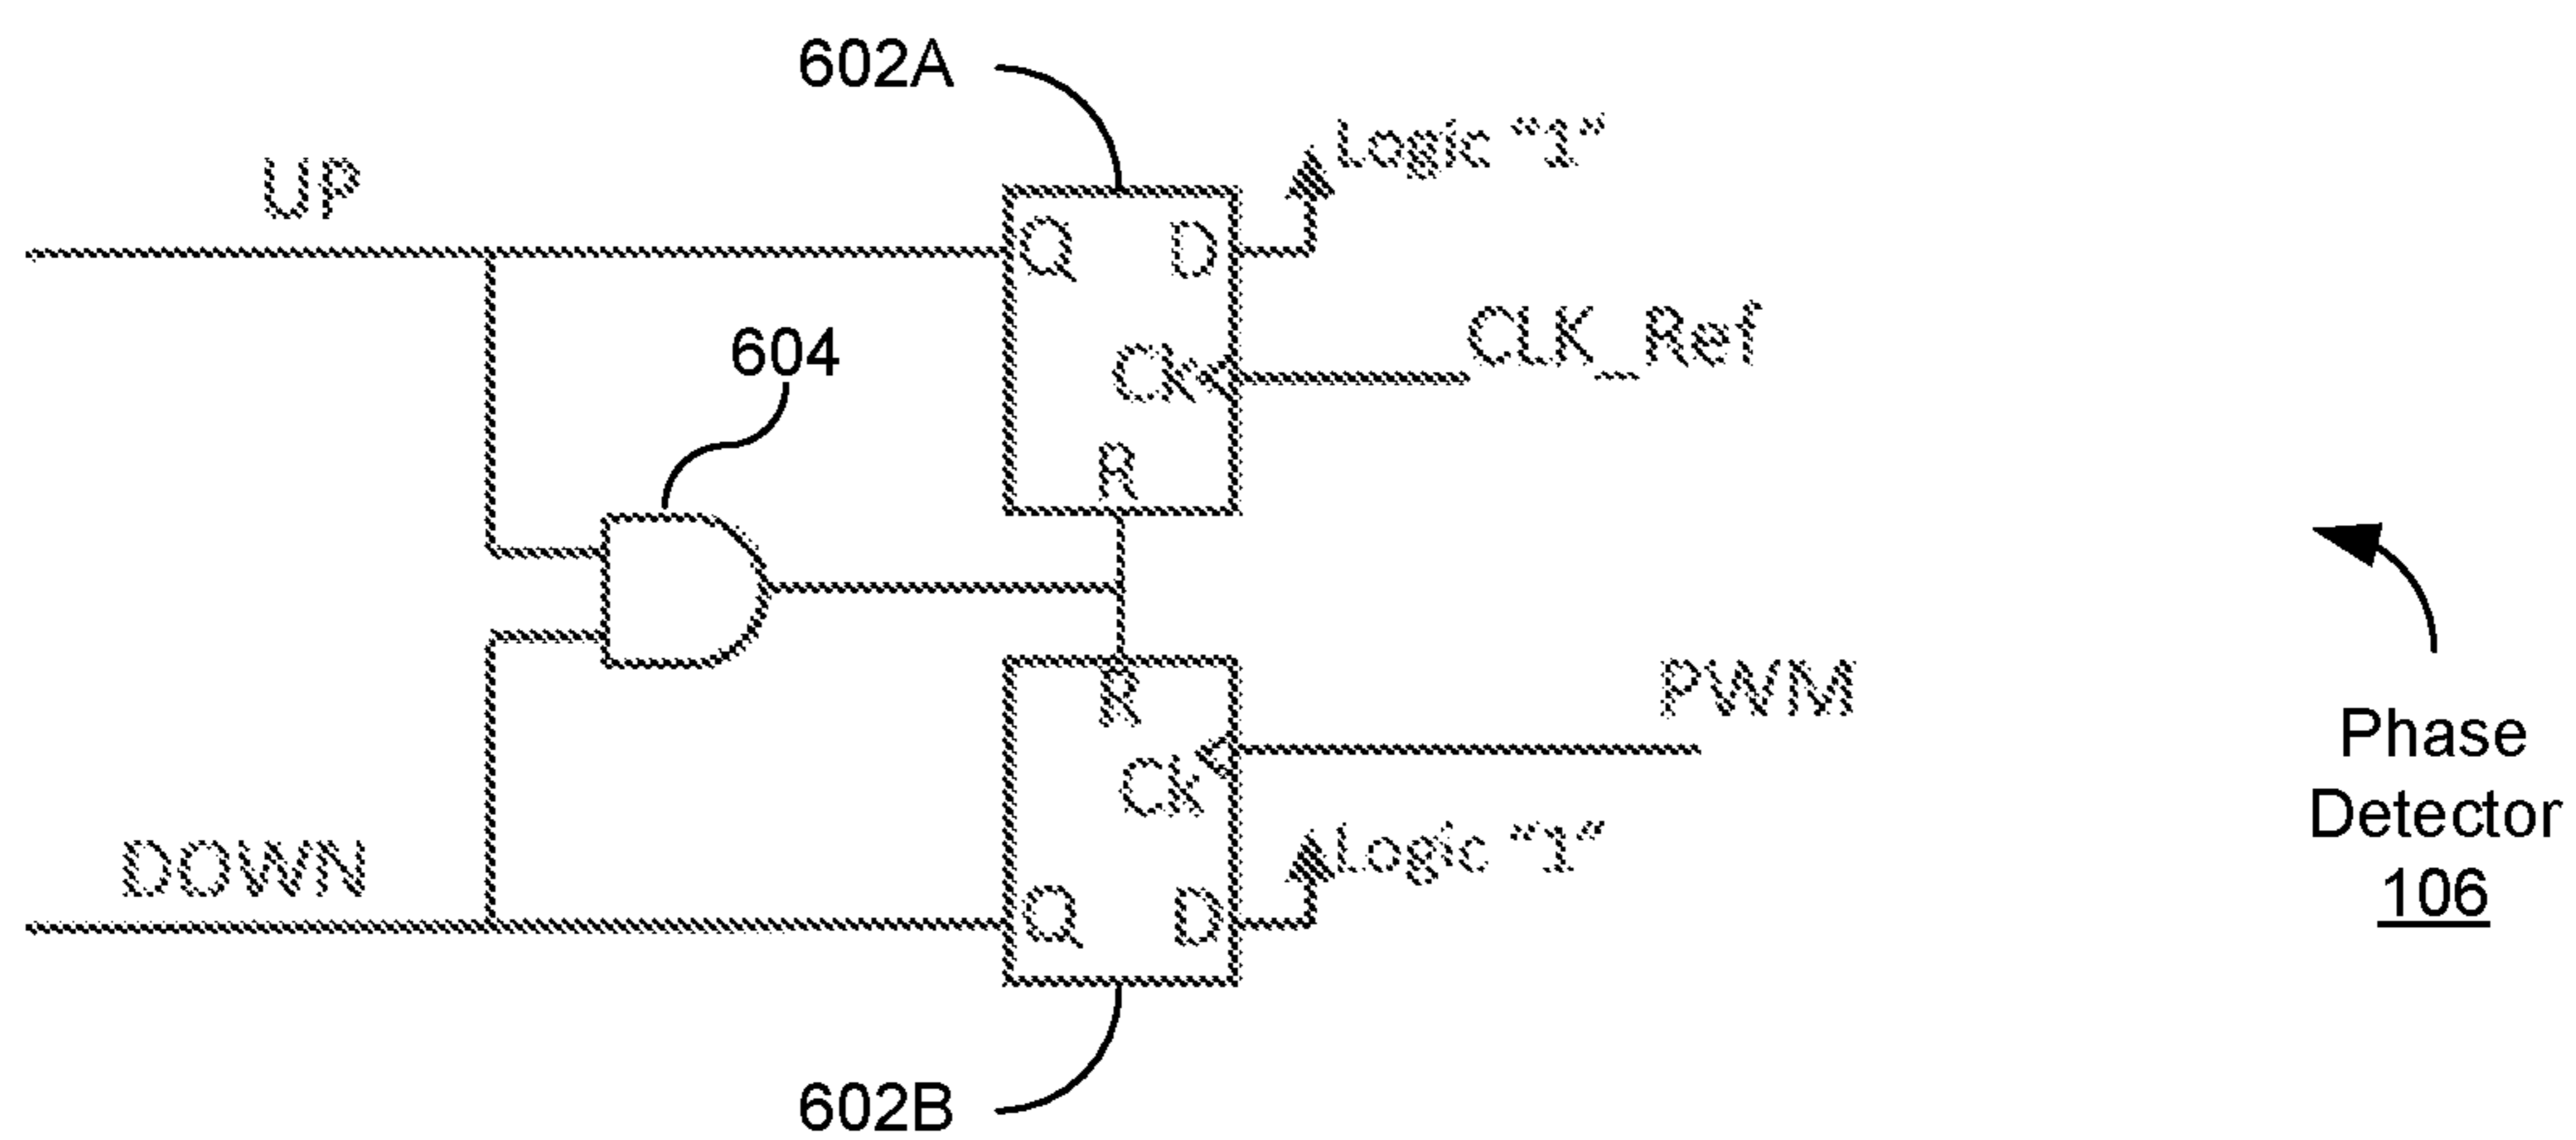 602A
Logic “1“
UP
Q
D
CLK_Ref
604
Ck
R
R
PWM
Ck
Phase
Detector
106
Logic “1“
DOWN
Q
D
602B